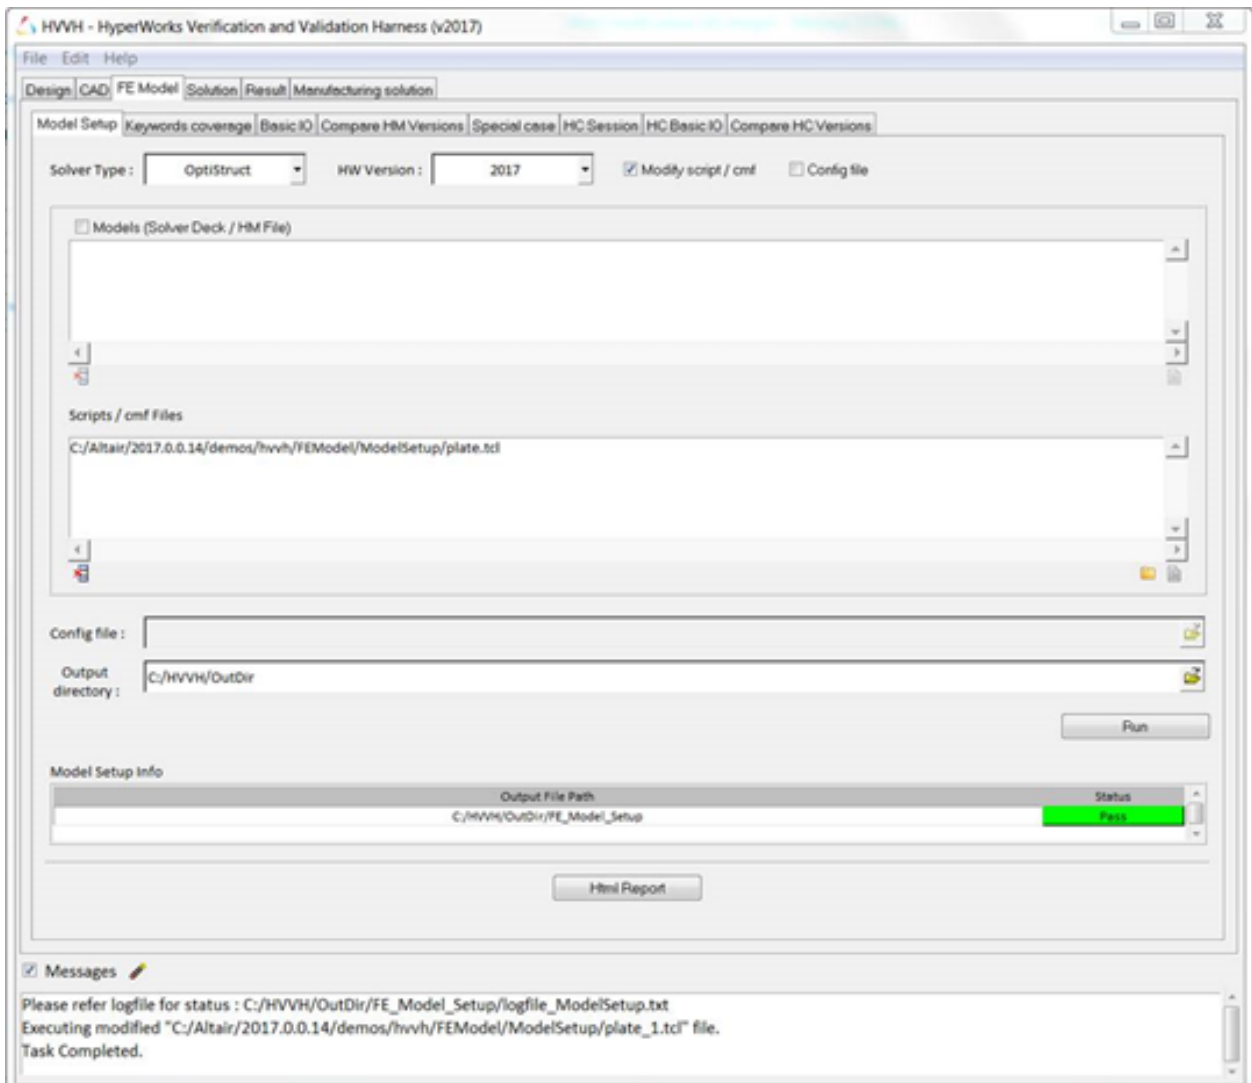 HVVH - HyperWorks Verification and Validation Harness (v2017)
File Edit Help
Design CAD FE Model Solution Result Manufacturing solution
Model Setup Keywords coverage Basic IO Compare HM Versions Special case HC Session HC Basic IO Compare HC Versions
Solver Type : OptiStruct HW Version : 2017 Modify script / cmf Config file
Models (Solver Deck / HM File)
Scripts / cmf Files
C:/Altair/2017.0.0.14/demos/hvvh/FEModel/ModelSetup/plate.tcl
Config file :
Output directory : C:/HVVH/OutDir
Run
Model Setup Info
Output File Path Status
C:/HVVH/OutDir/FE_Model_Setup Pass
Html Report
Messages
Please refer logfile for status : C:/HVVH/OutDir/FE_Model_Setup/logfile_ModelSetup.txt
Executing modified "C:/Altair/2017.0.0.14/demos/hvvh/FEModel/ModelSetup/plate_1.tcl" file.
Task Completed.